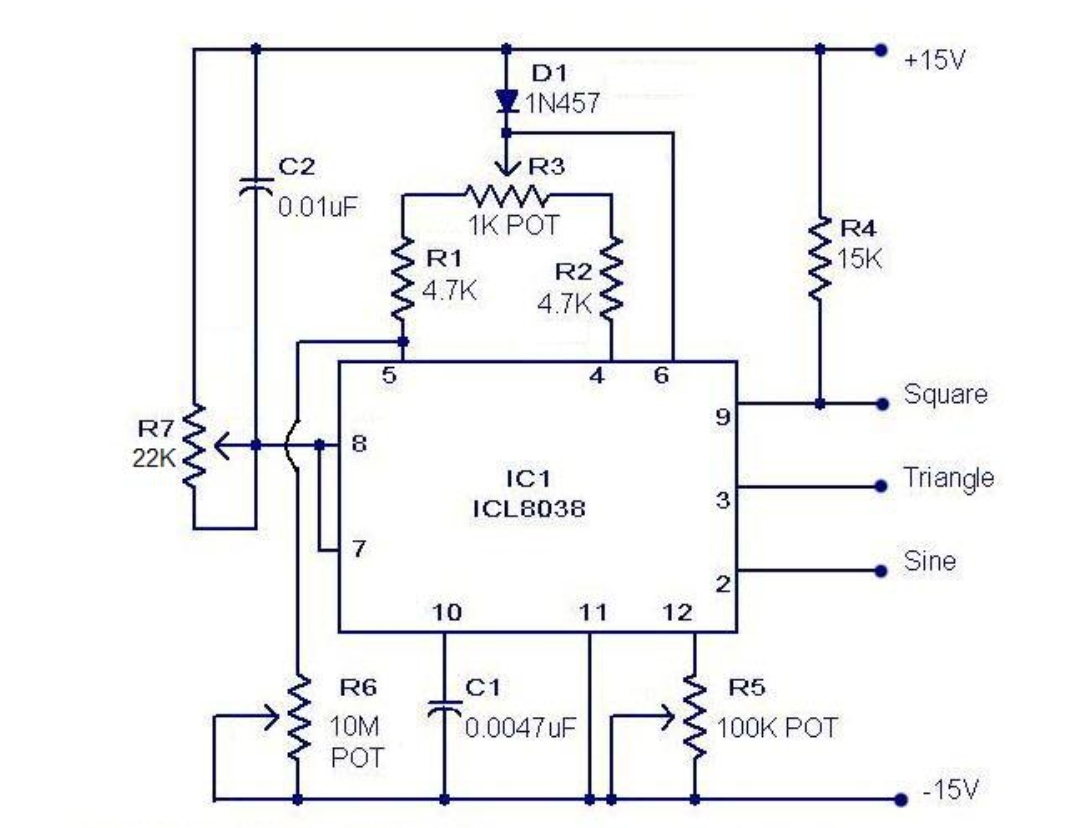 +15V
D1
1N457
C2
0.01uF
R3
1K POT
R1
4.7K
R2
4.7K
R4
15K
5
4
6
9
Square
R7
22K
8
IC1
ICL8038
3
Triangle
7
2
Sine
10
11
12
R6
10M
POT
C1
0.0047uF
R5
100K POT
-15V